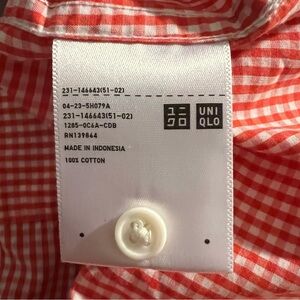 231-146643(51-02)
04-23-5H079A
231-146643(51-02)
1285-0C6A-CDB
RN139864
MADE IN INDONESIA
100% COTTON
ユニ
クロ
UNI
QLO